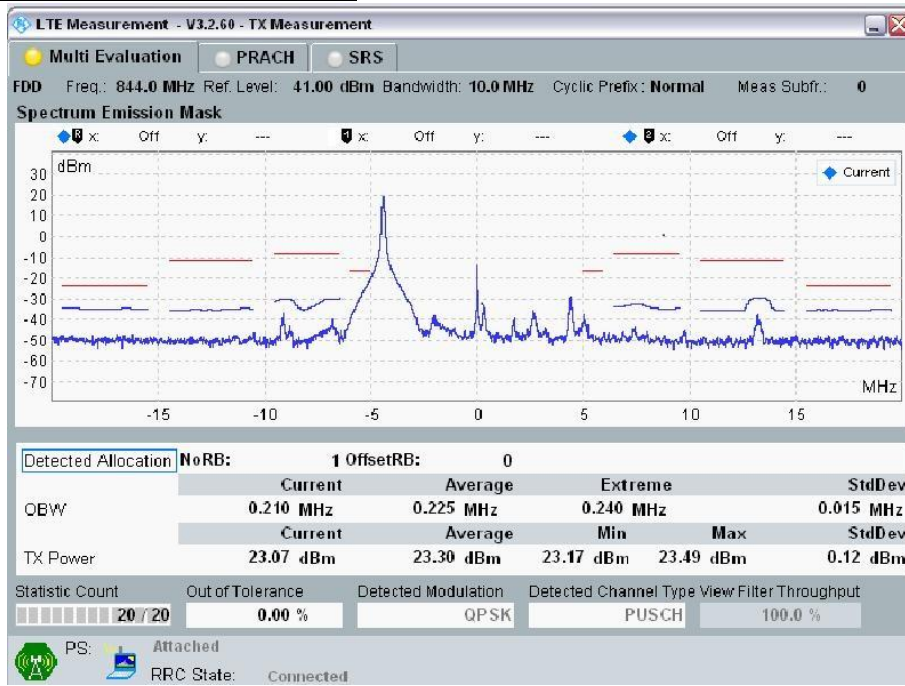 LTE Measurement - V3.2.60 - TX Measurement
Multi Evaluation PRACH SRS
FDD Freq.: 844.0 MHz Ref. Level: 41.00 dBm Bandwidth: 10.0 MHz Cyclic Prefix: Normal Meas Subfr.: 0
Spectrum Emission Mask
R x: Off y: --- 1 x: Off y: --- 2 x: Off y: ---
dBm
Current
30
20
10
0
-10
-20
-30
-40
-50
-60
-70
MHz
-15 -10 -5 0 5 10 15
Detected Allocation NoRB: 1 OffsetRB: 0
Current Average Extreme StdDev
OBW 0.210 MHz 0.225 MHz 0.240 MHz 0.015 MHz
Current Average Min Max StdDev
TX Power 23.07 dBm 23.30 dBm 23.17 dBm 23.49 dBm 0.12 dBm
Statistic Count Out of Tolerance Detected Modulation Detected Channel Type View Filter Throughput
20 / 20 0.00 % QPSK PUSCH 100.0 %
PS: Attached
RRC State: Connected